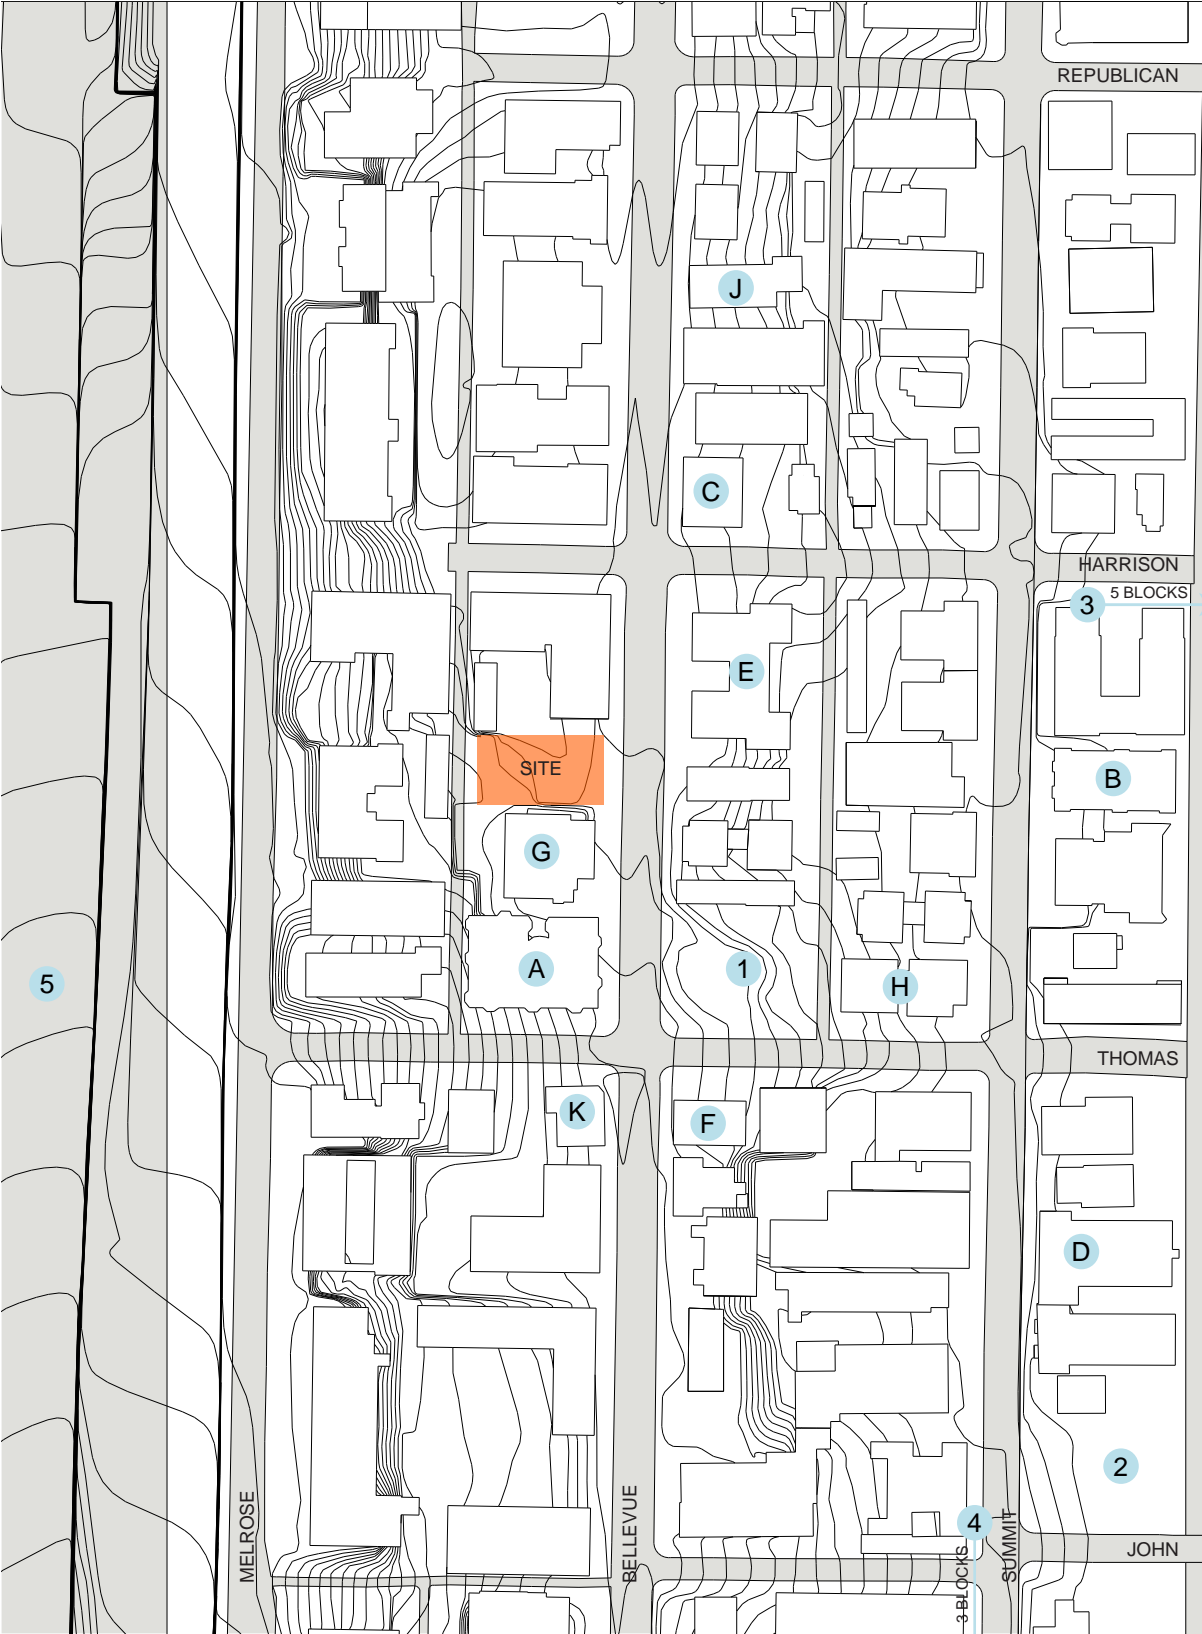 REPUBLICAN
J
C
HARRISON
5 BLOCKS
3
E
SITE
B
G
A
1
H
5
THOMAS
K
F
D
2
MELROSE
BELLEVUE
4
SUMMIT
3 BLOCKS
JOHN